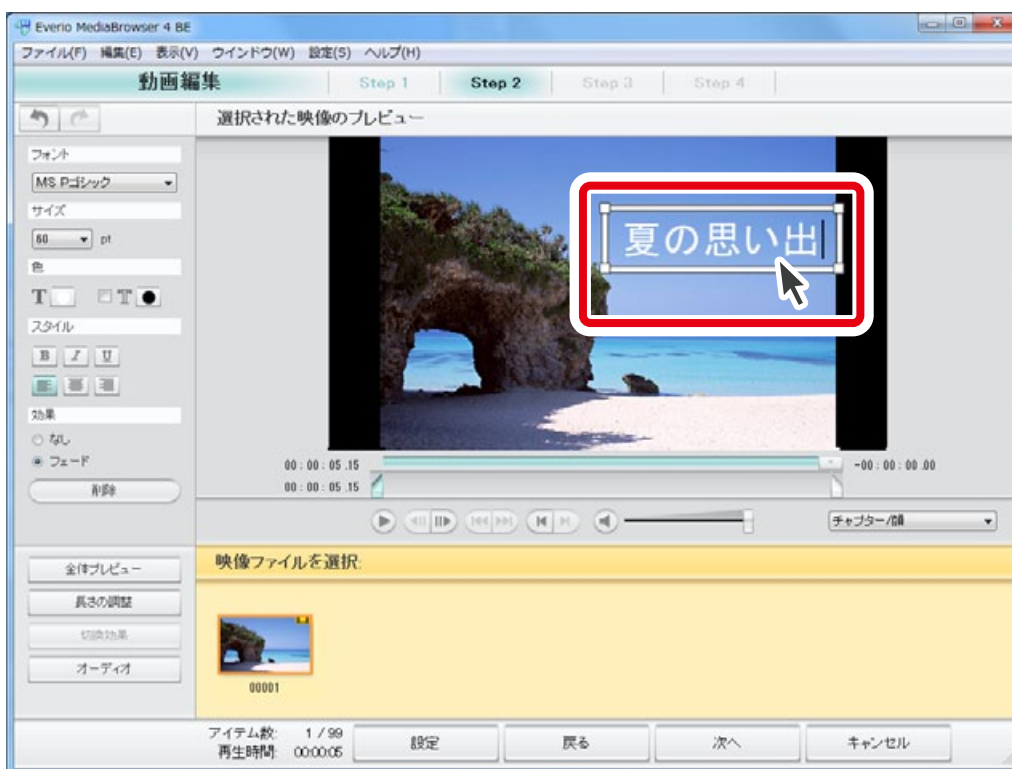 Everio MediaBrowser 4 BE
ファイル(F) 編集(E) 表示(V) ウインドウ(W) 設定(S) ヘルプ(H)
動画編集 Step 1 Step 2 Step 3 Step 4
選択された映像のプレビュー
フォント
MS Pゴシック
サイズ
60 pt
色
T T
スタイル
B I U
効果
なし
フェード
削除
夏の思い出
00 : 00 : 05 .15 -00 : 00 : 00 .00
00 : 00 : 05 .15
チャプター/顔
全体プレビュー
長さの調整
切換効果
オーディオ
映像ファイルを選択:
00001
アイテム数: 1 / 99
再生時間: 00:00:05
設定 戻る 次へ キャンセル